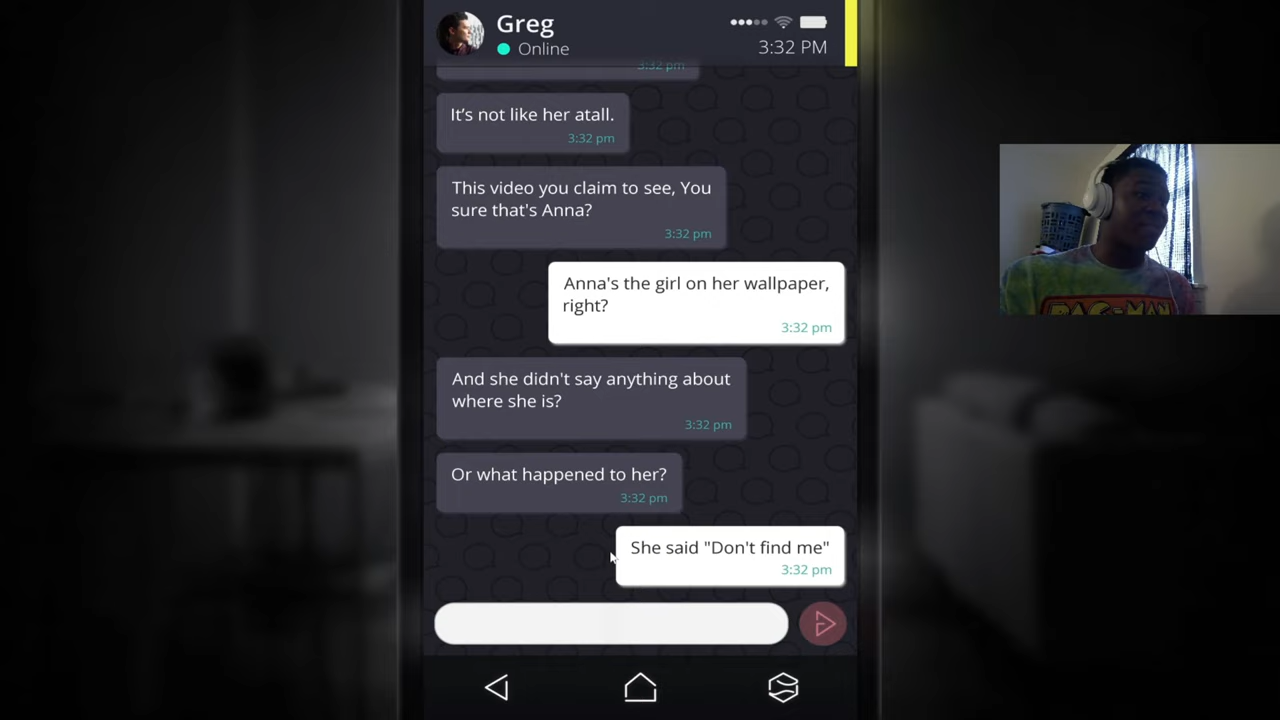 Greg
Online
3:32 PM
3:32 pm
It's not like her atall.
3:32 pm
This video you claim to see, You
sure that's Anna?
3:32 pm
Anna's the girl on her wallpaper,
right?
3:32 pm
And she didn't say anything about
where she is?
3:32 pm
Or what happened to her?
3:32 pm
She said "Don't find me"
3:32 pm
PAC-MAN